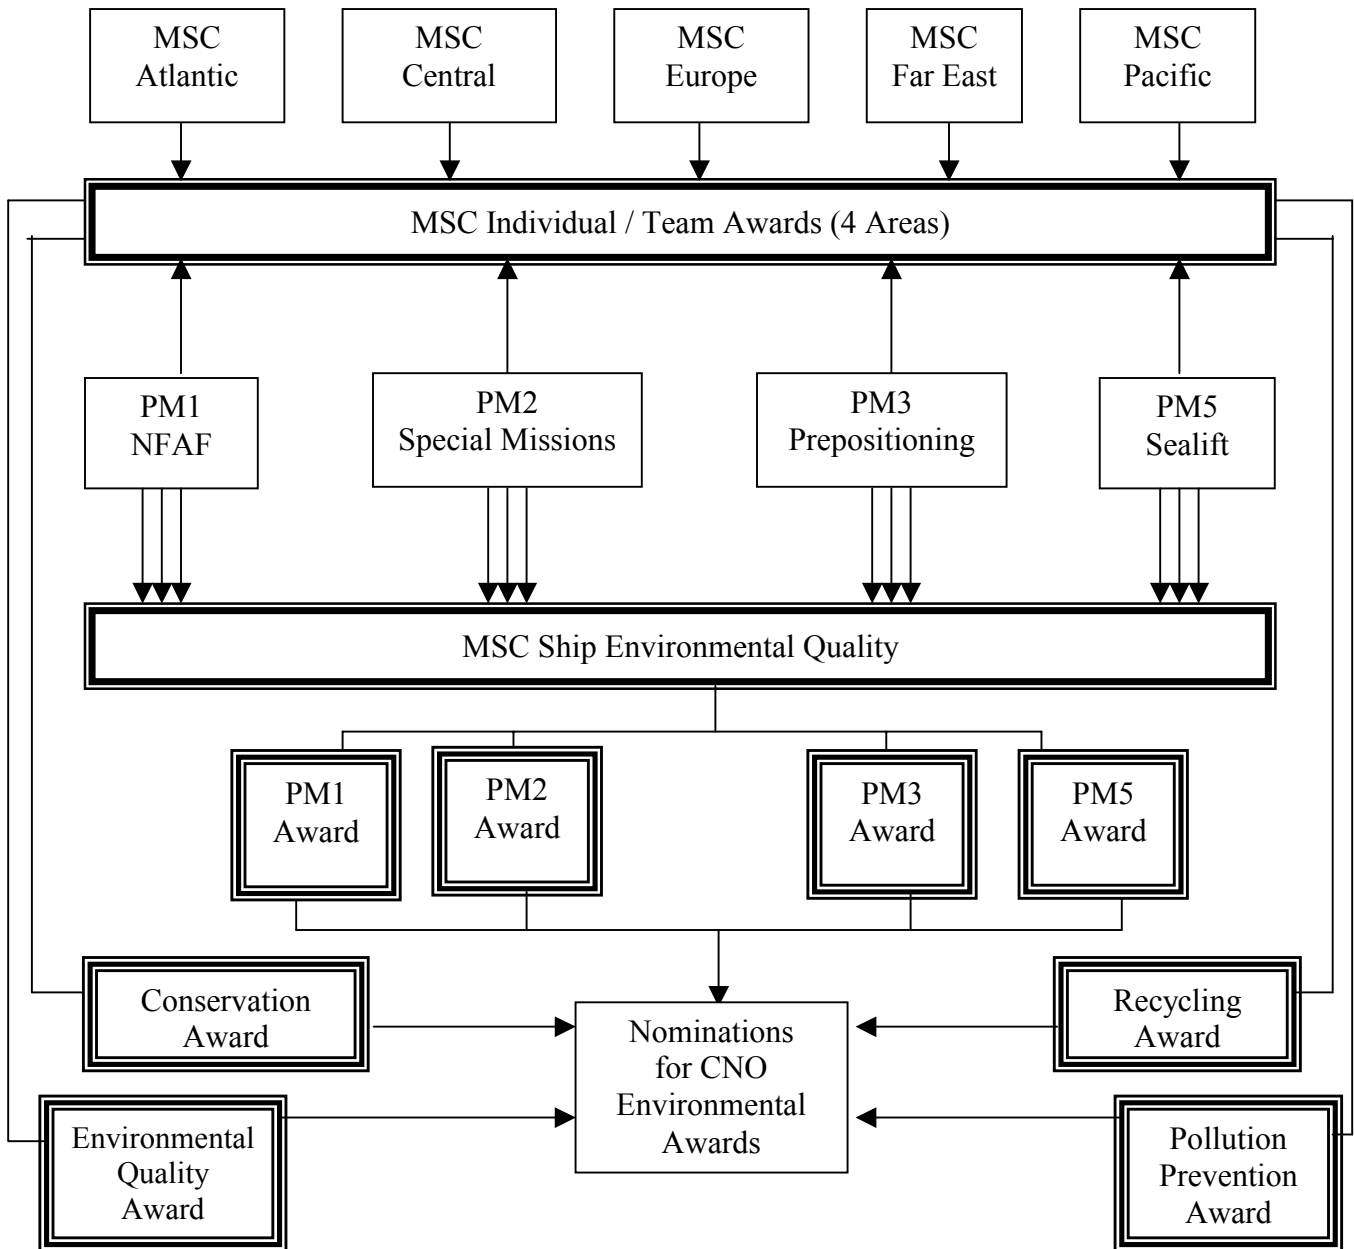 MSC
Atlantic
MSC
Central
MSC
Europe
MSC
Far East
MSC
Pacific
MSC Individual / Team Awards (4 Areas)
PM1
NFAF
PM2
Special Missions
PM3
Prepositioning
PM5
Sealift
MSC Ship Environmental Quality
PM1
Award
PM2
Award
PM3
Award
PM5
Award
Conservation
Award
Nominations
for CNO
Environmental
Awards
Recycling
Award
Environmental
Quality
Award
Pollution
Prevention
Award